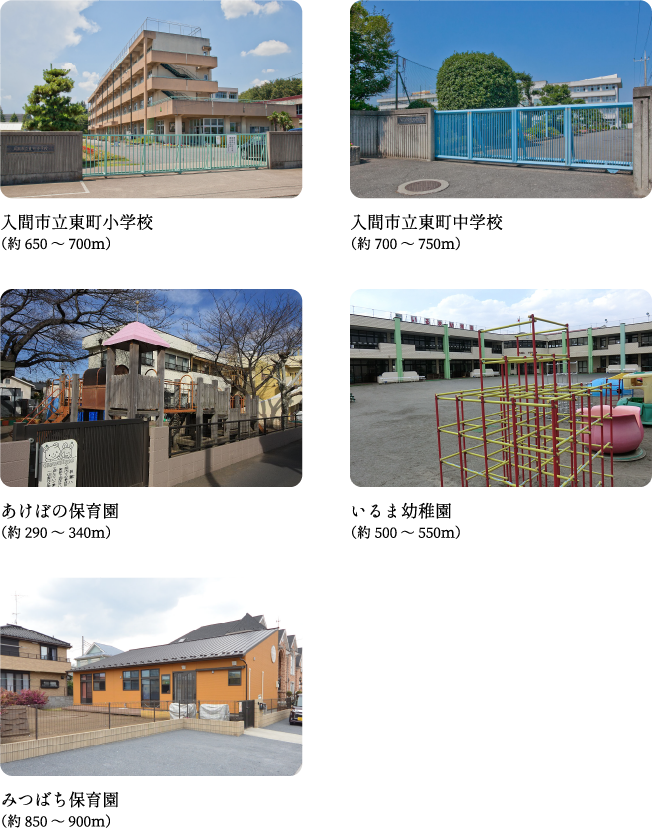 入間市立東町小学校
（約 650 ～ 700m）
入間市立東町中学校
（約 700 ～ 750m）
あけぼの保育園
（約 290 ～ 340m）
いるま幼稚園
（約 500 ～ 550m）
みつばち保育園
（約 850 ～ 900m）